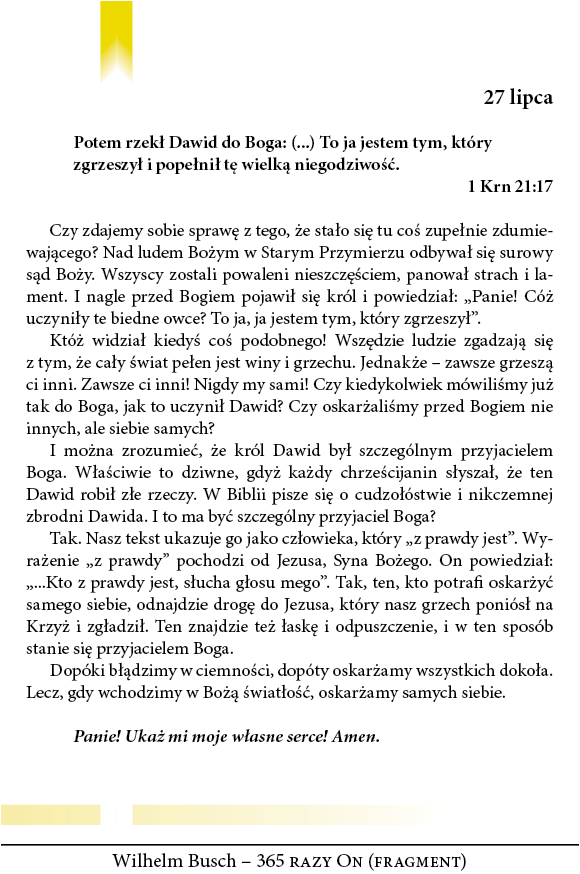 27 lipca
Potem rzekł Dawid do Boga: (...) To ja jestem tym, który
zgrzeszył i popełnił tę wielką niegodziwość.
1 Krn 21:17
Czy zdajemy sobie sprawę z tego, że stało się tu coś zupełnie zdumie-
wającego? Nad ludem Bożym w Starym Przymierzu odbywał się surowy
sąd Boży. Wszyscy zostali powaleni nieszczęściem, panował strach i la-
ment. I nagle przed Bogiem pojawił się król i powiedział: „Panie! Cóż
uczyniły te biedne owce? To ja, ja jestem tym, który zgrzeszył”.
Któż widział kiedyś coś podobnego! Wszędzie ludzie zgadzają się
z tym, że cały świat pełen jest winy i grzechu. Jednakże – zawsze grzeszą
ci inni. Zawsze ci inni! Nigdy my sami! Czy kiedykolwiek mówiliśmy już
tak do Boga, jak to uczynił Dawid? Czy oskarżaliśmy przed Bogiem nie
innych, ale siebie samych?
I można zrozumieć, że król Dawid był szczególnym przyjacielem
Boga. Właściwie to dziwne, gdyż każdy chrześcijanin słyszał, że ten
Dawid robił złe rzeczy. W Biblii pisze się o cudzołóstwie i nikczemnej
zbrodni Dawida. I to ma być szczególny przyjaciel Boga?
Tak. Nasz tekst ukazuje go jako człowieka, który „z prawdy jest”. Wy-
rażenie „z prawdy” pochodzi od Jezusa, Syna Bożego. On powiedział:
„...Kto z prawdy jest, słucha głosu mego”. Tak, ten, kto potrafi oskarżyć
samego siebie, odnajdzie drogę do Jezusa, który nasz grzech poniósł na
Krzyż i zgładził. Ten znajdzie też łaskę i odpuszczenie, i w ten sposób
stanie się przyjacielem Boga.
Dopóki błądzimy w ciemności, dopóty oskarżamy wszystkich dokoła.
Lecz, gdy wchodzimy w Bożą światłość, oskarżamy samych siebie.
Panie! Ukaż mi moje własne serce! Amen.
Wilhelm Busch – 365 RAZY ON (FRAGMENT)